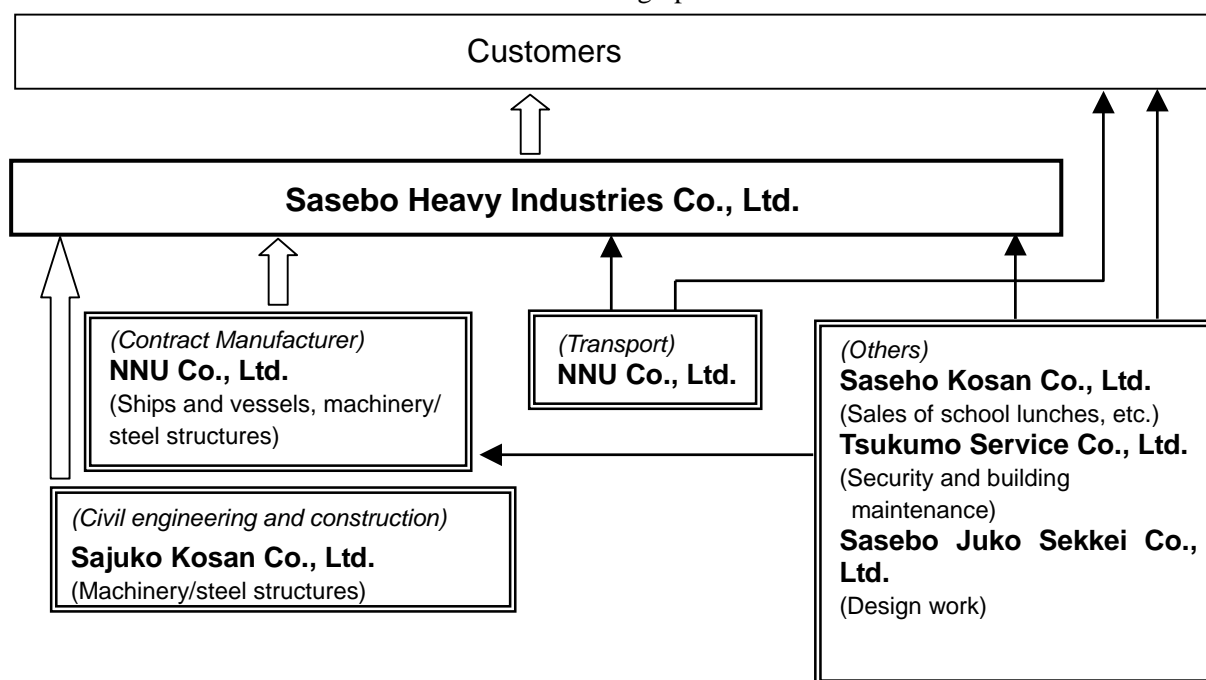 Customers
Sasebo Heavy Industries Co., Ltd.
(Contract Manufacturer)
NNU Co., Ltd.
(Ships and vessels, machinery/
steel structures)
(Transport)
NNU Co., Ltd.
(Others)
Saseho Kosan Co., Ltd.
(Sales of school lunches, etc.)
Tsukumo Service Co., Ltd.
(Security and building
maintenance)
Sasebo Juko Sekkei Co.,
Ltd.
(Design work)
(Civil engineering and construction)
Sajuko Kosan Co., Ltd.
(Machinery/steel structures)